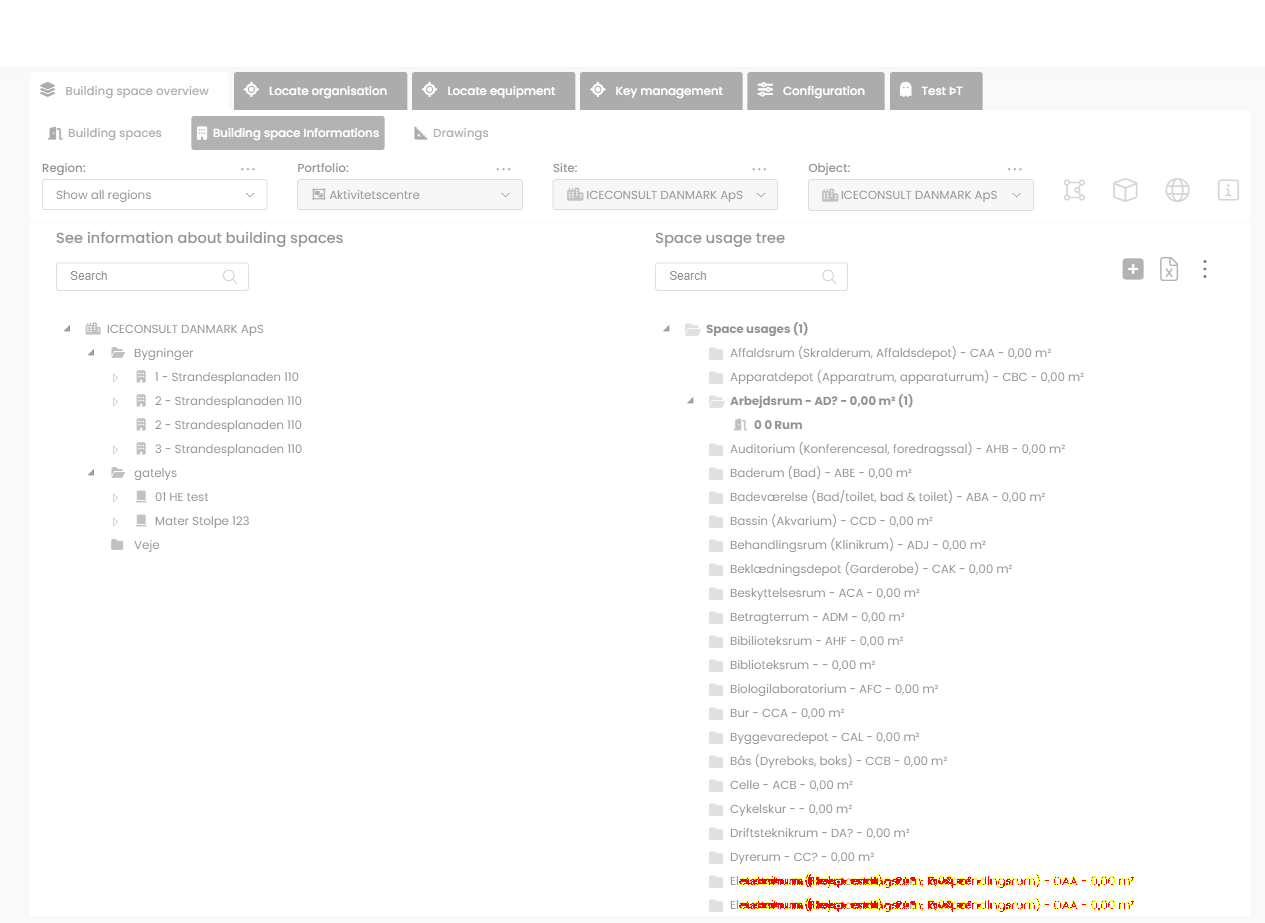 Building space overview
Locate organisation
Locate equipment
Key management
Configuration
Test ÞT
Building spaces
Building space Informations
Drawings
Region:
Portfolio:
Site:
Object:
Show all regions
Aktivitetscentre
ICECONSULT DANMARK ApS
ICECONSULT DANMARK ApS
See information about building spaces
Search
ICECONSULT DANMARK ApS
Bygninger
1 - Strandesplanaden 110
2 - Strandesplanaden 110
2 - Strandesplanaden 110
3 - Strandesplanaden 110
gatelys
01 HE test
Mater Stolpe 123
Veje
Space usage tree
Search
Space usages (1)
Affaldsrum (Skralderum, Affaldsdepot) - CAA - 0,00 m²
Apparatdepot (Apparatrum, apparaturrum) - CBC - 0,00 m²
Arbejdsrum - AD? - 0,00 m² (1)
0 0 Rum
Auditorium (Konferencesal, foredragssal) - AHB - 0,00 m²
Baderum (Bad) - ABE - 0,00 m²
Badeværelse (Bad/toilet, bad & toilet) - ABA - 0,00 m²
Bassin (Akvarium) - CCD - 0,00 m²
Behandlingsrum (Klinikrum) - ADJ - 0,00 m²
Beklædningsdepot (Garderobe) - CAK - 0,00 m²
Beskyttelsesrum - ACA - 0,00 m²
Betragterrum - ADM - 0,00 m²
Bibilioteksrum - AHF - 0,00 m²
Biblioteksrum - - 0,00 m²
Biologilaboratorium - AFC - 0,00 m²
Bur - CCA - 0,00 m²
Byggevaredepot - CAL - 0,00 m²
Bås (Dyreboks, boks) - CCB - 0,00 m²
Celle - ACB - 0,00 m²
Cykelskur - - 0,00 m²
Driftsteknikrum - DA? - 0,00 m²
Dyrerum - CC? - 0,00 m²
- DAA - 0,00 m²
- DAA - 0,00 m²